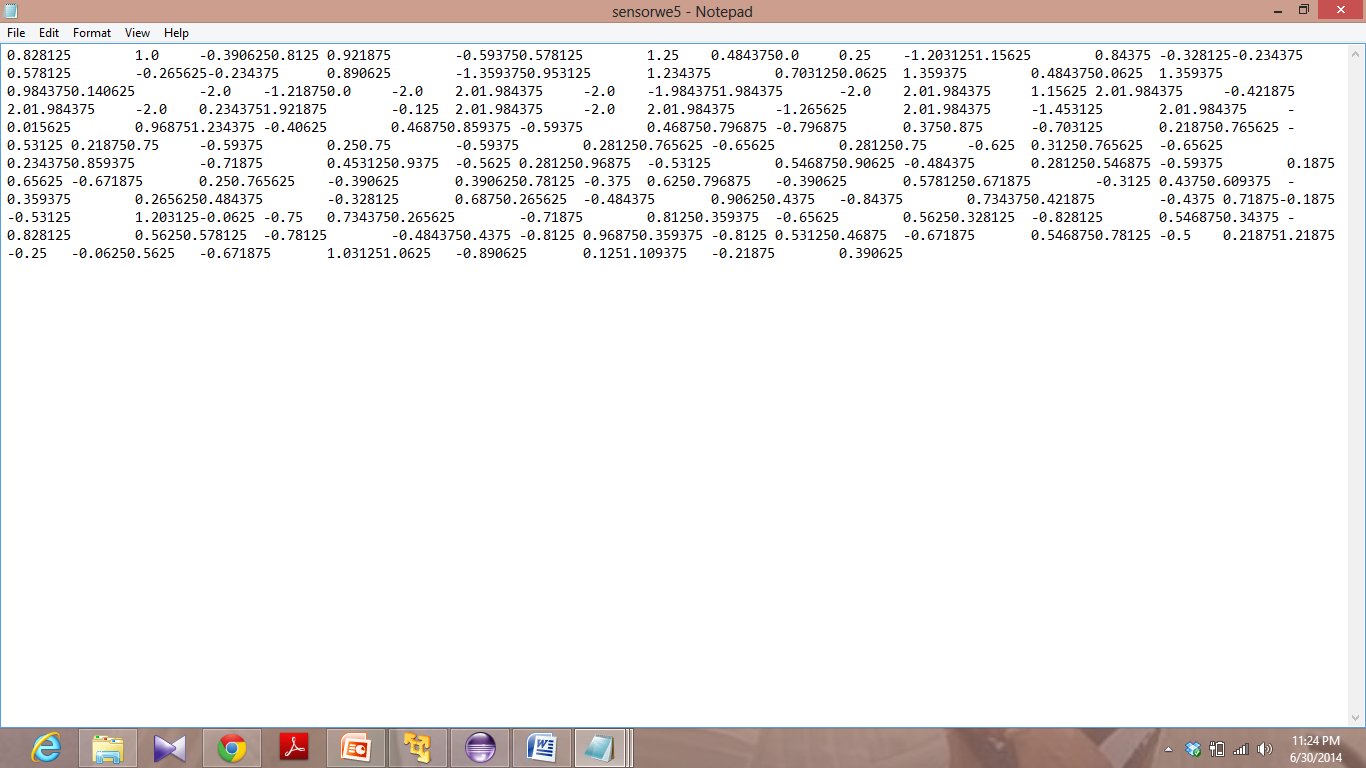 sensorwe5 - Notepad
File Edit Format View Help
0.828125 1.0 -0.3906250.8125 0.921875 -0.593750.578125 1.25 0.4843750.0 0.25 -1.2031251.15625 0.84375 -0.328125-0.234375
0.578125 -0.265625-0.234375 0.890625 -1.3593750.953125 1.234375 0.7031250.0625 1.359375 0.4843750.0625 1.359375
0.9843750.140625 -2.0 -1.218750.0 -2.0 2.01.984375 -2.0 -1.9843751.984375 -2.0 2.01.984375 1.15625 2.01.984375 -0.421875
2.01.984375 -2.0 0.2343751.921875 -0.125 2.01.984375 -2.0 2.01.984375 -1.265625 2.01.984375 -1.453125 2.01.984375 -
0.015625 0.968751.234375 -0.40625 0.468750.859375 -0.59375 0.468750.796875 -0.796875 0.3750.875 -0.703125 0.218750.765625 -
0.53125 0.218750.75 -0.59375 0.250.75 -0.59375 0.281250.765625 -0.65625 0.281250.75 -0.625 0.31250.765625 -0.65625
0.2343750.859375 -0.71875 0.4531250.9375 -0.5625 0.281250.96875 -0.53125 0.5468750.90625 -0.484375 0.281250.546875 -0.59375 0.1875
0.65625 -0.671875 0.250.765625 -0.390625 0.3906250.78125 -0.375 0.6250.796875 -0.390625 0.5781250.671875 -0.3125 0.43750.609375 -
0.359375 0.2656250.484375 -0.328125 0.68750.265625 -0.484375 0.906250.4375 -0.84375 0.7343750.421875 -0.4375 0.71875-0.1875
-0.53125 1.203125-0.0625 -0.75 0.7343750.265625 -0.71875 0.81250.359375 -0.65625 0.56250.328125 -0.828125 0.5468750.34375 -
0.828125 0.56250.578125 -0.78125 -0.4843750.4375 -0.8125 0.968750.359375 -0.8125 0.531250.46875 -0.671875 0.5468750.78125 -0.5 0.218751.21875
-0.25 -0.06250.5625 -0.671875 1.031251.0625 -0.890625 0.1251.109375 -0.21875 0.390625
11:24 PM
6/30/2014